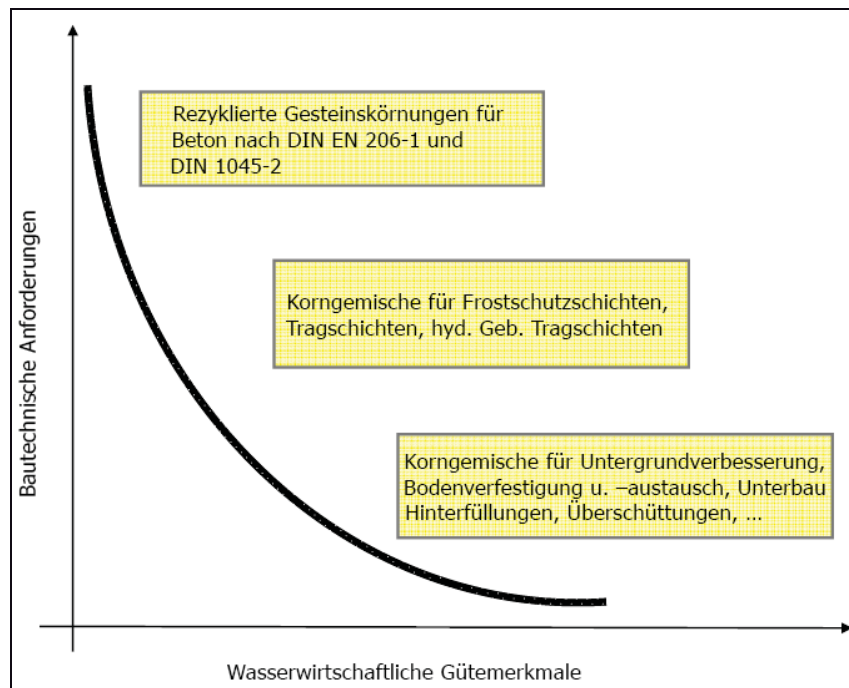 Rezyklierte Gesteinskörnungen für
Beton nach DIN EN 206-1 und
DIN 1045-2
Korngemische für Frostschutzschichten,
Tragschichten, hyd. Geb. Tragschichten
Korngemische für Untergrundverbesserung,
Bodenverfestigung u. –austausch, Unterbau
Hinterfüllungen, Überschüttungen, ...
Bautechnische Anforderungen
Wasserwirtschaftliche Gütemerkmale